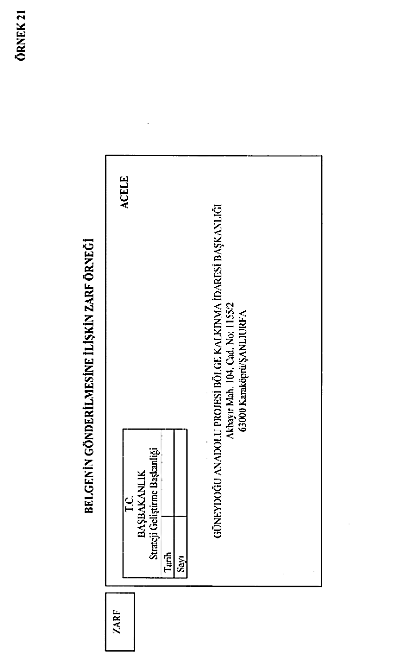 ÖRNEK 21
BELGENİN GÖNDERİLMESİNE İLİŞKİN ZARF ÖRNEĞİ
ZARF
T.C.
BAŞBAKANLIK
Strateji Geliştirme Başkanlığı
Tarih
Sayı
ACELE
GÜNEYDOĞU ANADOLU PROJESİ BÖLGE KALKINMA İDARESİ BAŞKANLIĞI
Akbayır Mah. 104. Cad. No: 1155/2
63000 Karaköprü/ŞANLIURFA